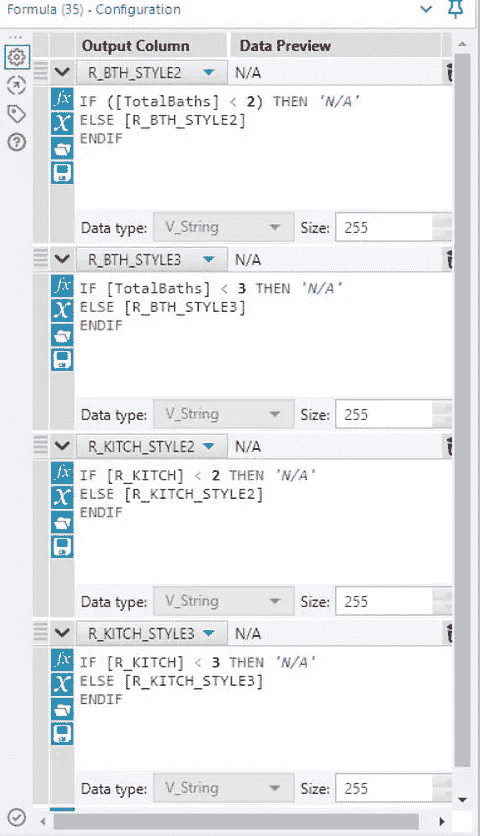 Formula (35) - Configuration
Output Column Data Preview
R_BTH_STYLE2 N/A
IF ([TotalBaths] < 2) THEN 'N/A'
ELSE [R_BTH_STYLE2]
ENDIF
Data type: V_String Size: 255
R_BTH_STYLE3 N/A
IF [TotalBaths] < 3 THEN 'N/A'
ELSE [R_BTH_STYLE3]
ENDIF
Data type: V_String Size: 255
R_KITCH_STYLE2 N/A
IF [R_KITCH] < 2 THEN 'N/A'
ELSE [R_KITCH_STYLE2]
ENDIF
Data type: V_String Size: 255
R_KITCH_STYLE3 N/A
IF [R_KITCH] < 3 THEN 'N/A'
ELSE [R_KITCH_STYLE3]
ENDIF
Data type: V_String Size: 255